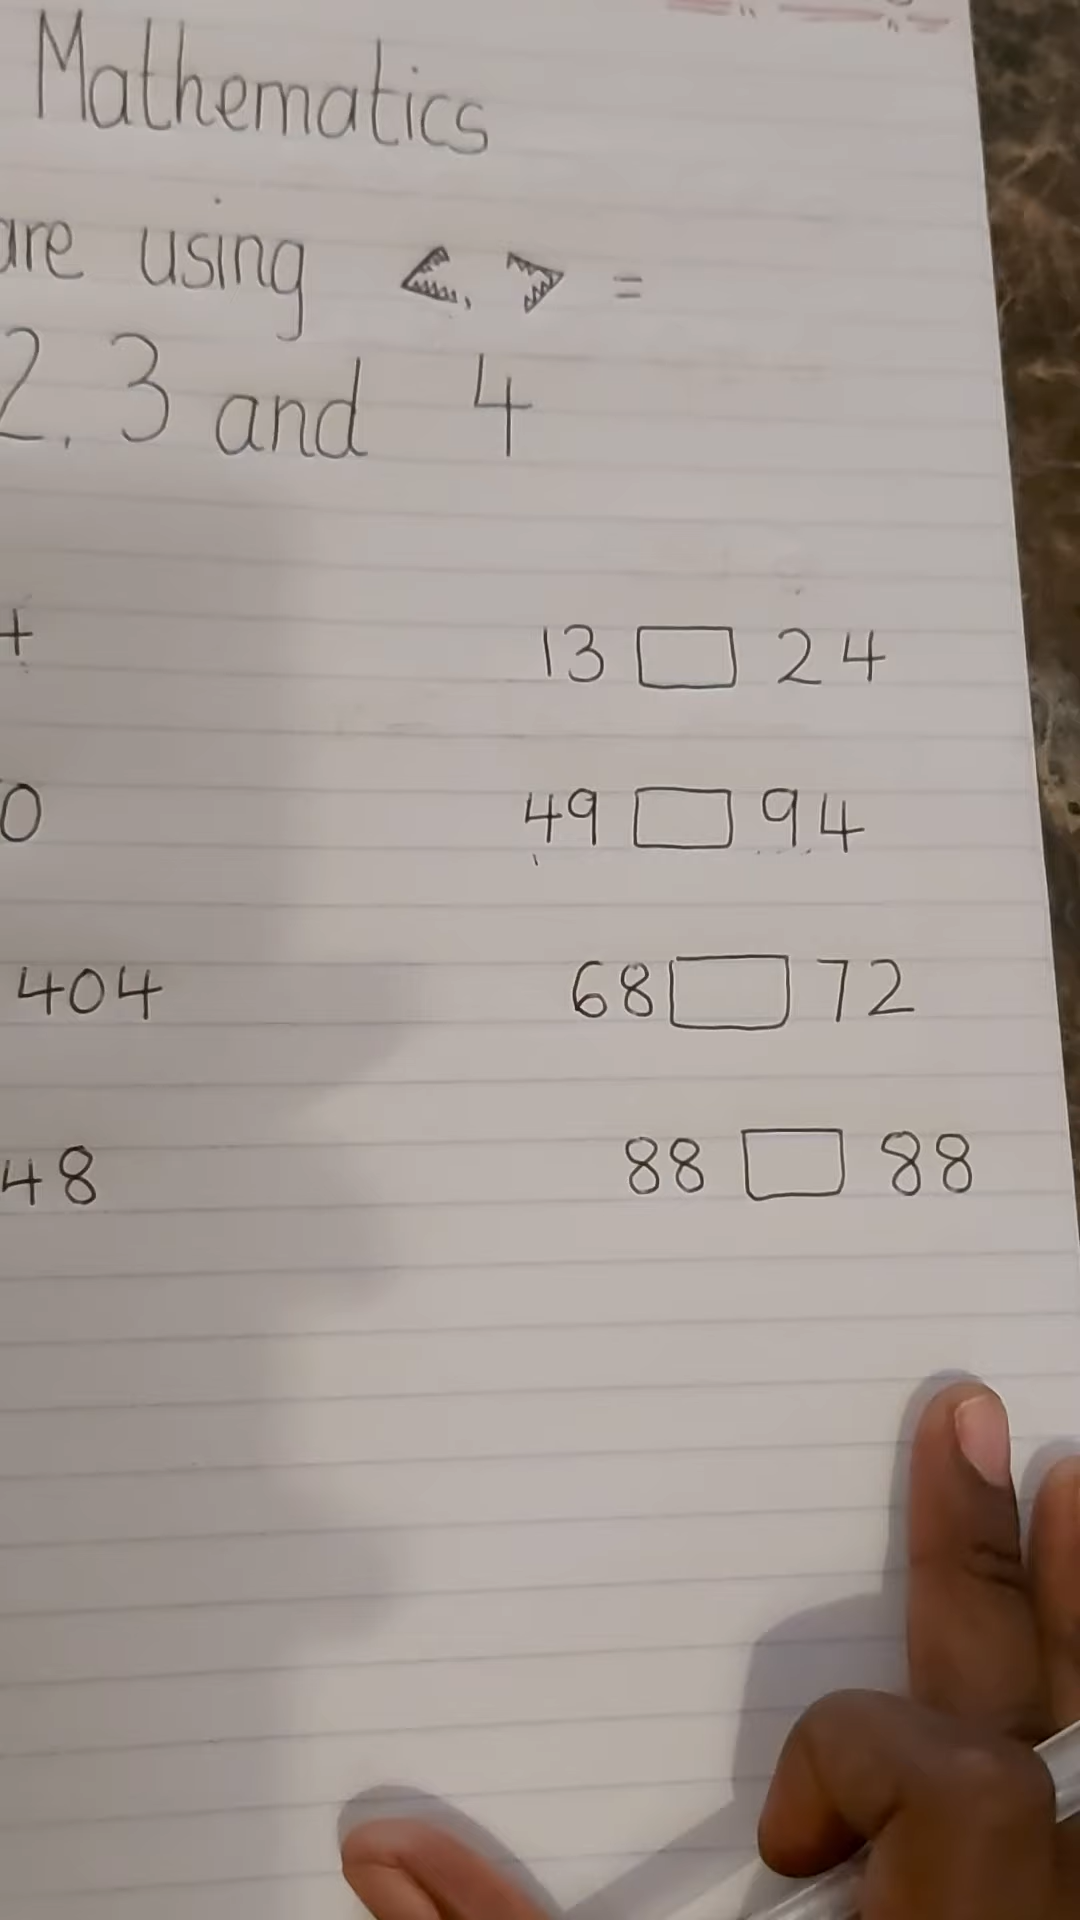 Mathematics
are using <, > =
2, 3 and 4
13 □ 24
0
49 □ 94
404
68 □ 72
48
88 □ 88